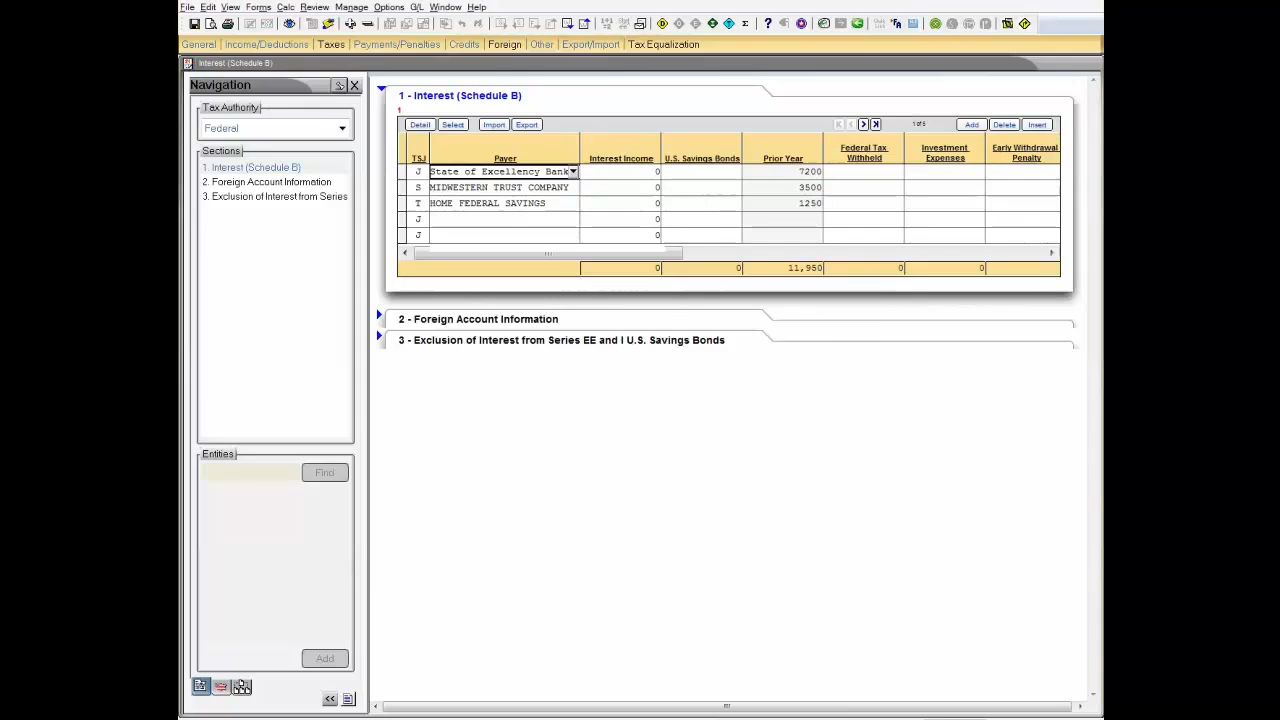 File Edit View Forms Calc Review Manage Options G/L Window Help
General | Income/Deductions | Taxes | Payments/Penalties | Credits | Foreign | Other | Export/Import | Tax Equalization
Interest (Schedule B)
Navigation
Tax Authority
Federal
Sections
1. Interest (Schedule B)
2. Foreign Account Information
3. Exclusion of Interest from Series
Entities
Find
Add
<<
1 - Interest (Schedule B)
1
Detail Select Import Export 1 of 5 Add Delete Insert
TSJ Payer Interest Income U.S. Savings Bonds Prior Year Federal Tax Withheld Investment Expenses Early Withdrawal Penalty
J State of Excellency Bank 0 7200
S MIDWESTERN TRUST COMPANY 0 3500
T HOME FEDERAL SAVINGS 0 1250
J 0
J 0
0 0 11,950 0 0
2 - Foreign Account Information
3 - Exclusion of Interest from Series EE and I U.S. Savings Bonds